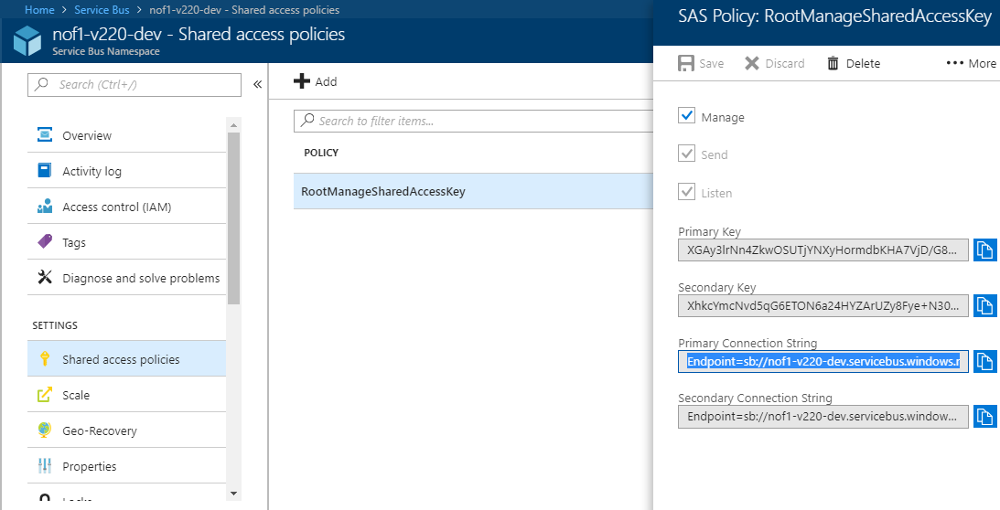 Home > Service Bus > nof1-v220-dev - Shared access policies
nof1-v220-dev - Shared access policies
Service Bus Namespace
Search (Ctrl+/)
Overview
Activity log
Access control (IAM)
Tags
Diagnose and solve problems
SETTINGS
Shared access policies
Scale
Geo-Recovery
Properties
Locks
Add
Search to filter items...
POLICY
RootManageSharedAccessKey
SAS Policy: RootManageSharedAccessKey
Save Discard Delete More
Manage
Send
Listen
Primary Key
XGAy3lrNn4ZkwOSUTjYNXyHormdbKHA7VjD/G8...
Secondary Key
XhkcYmcNvd5qG6ETON6a24HYZArUZy8Fye+N30...
Primary Connection String
Endpoint=sb://nof1-v220-dev.servicebus.windows.n
Secondary Connection String
Endpoint=sb://nof1-v220-dev.servicebus.window...